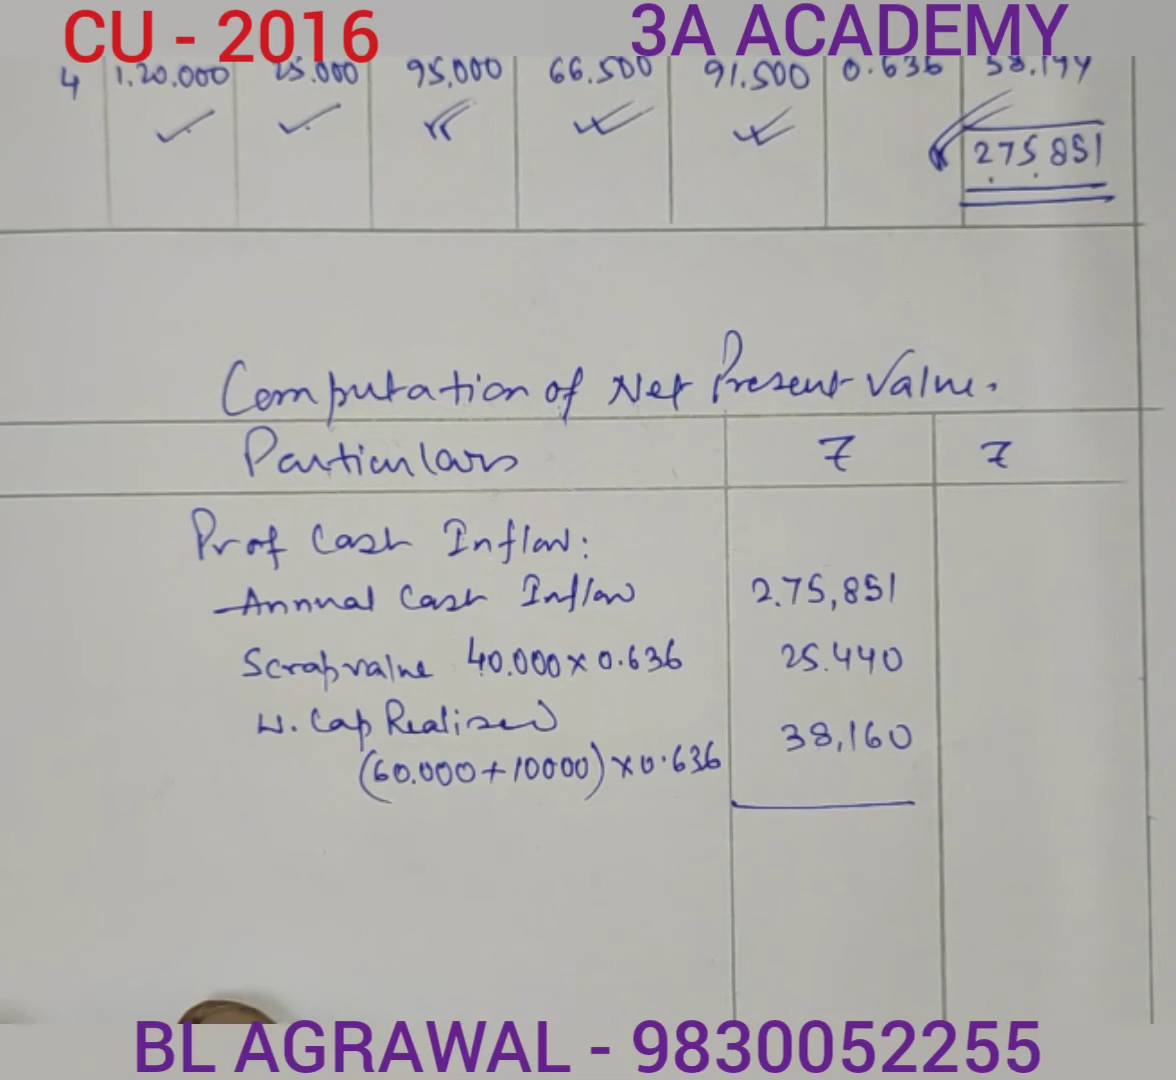 CU - 2016
3A ACADEMY
4 1.20.000 25.000 95,000 66.500 91.500 0.636 58.194
275.851
Computation of Net Present Value.
Particulars ₹ ₹
Pr of Cash Inflow:
Annual Cash Inflow 2.75,851
Scrap value 40.000 x 0.636 25.440
W. Cap Realised
(60.000+10000) x 0.636 38,160
BL AGRAWAL - 9830052255